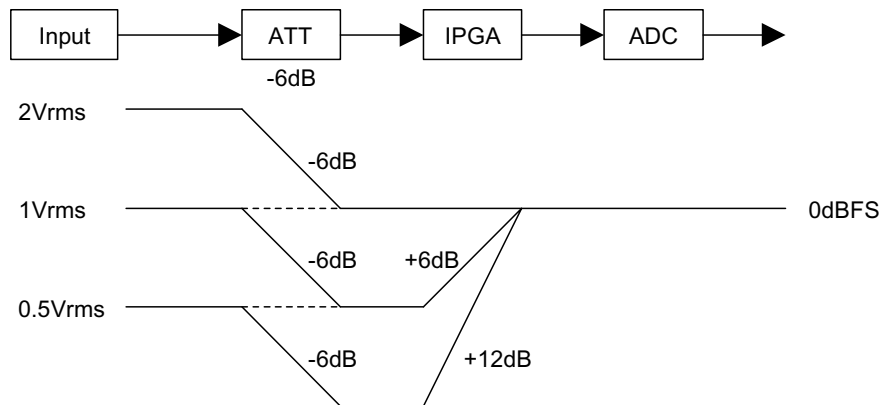 Input ATT IPGA ADC
-6dB
2Vrms
-6dB
1Vrms 0dBFS
-6dB +6dB
0.5Vrms
-6dB +12dB